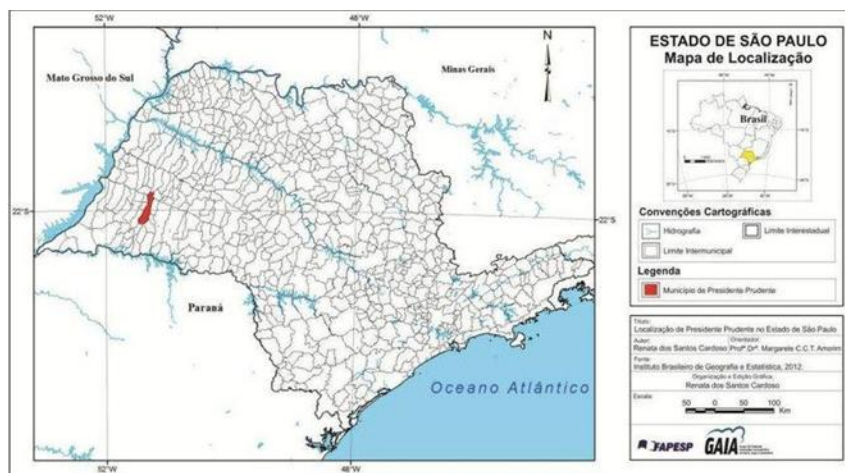 52°W
48°W
N
Mato Grosso do Sul
Minas Gerais
22°S
22°S
Paraná
Oceano Atlântico
52°W
48°W
ESTADO DE SÃO PAULO
Mapa de Localização
Brasil
Convenções Cartográficas
Hidrografia
Limite Interestadual
Limite Intermunicipal
Legenda
Município de Presidente Prudente
Título:
Localização de Presidente Prudente no Estado de São Paulo
Autor:
Orientador:
Renata dos Santos Cardoso
Profª Drª. Margarete C.C.T. Amorim
Fonte:
Instituto Brasileiro de Geografia e Estatística, 2012.
Organização e Edição Gráfica:
Renata dos Santos Cardoso
Escala:
50 0 50 100
Km
FAPESP
GAIA